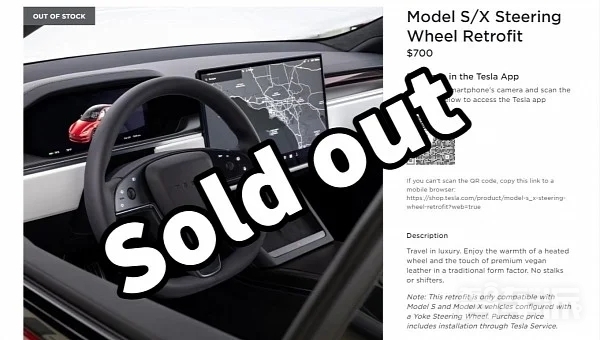 OUT OF STOCK
Sold out
Model S/X Steering
Wheel Retrofit
$700
in the Tesla App
smartphone's camera and scan the
to access the Tesla app
If you can't scan the QR code, copy this link to a
mobile browser:
https://shop.tesla.com/product/model-s_x-steering-
wheel-retrofit?web=true
Description
Travel in luxury. Enjoy the warmth of a heated
wheel and the touch of premium vegan
leather in a traditional form factor. No stalks
or shifters.
Note: This retrofit is only compatible with
Model S and Model X vehicles configured with
a Yoke Steering Wheel. Purchase price
includes installation through Tesla Service.